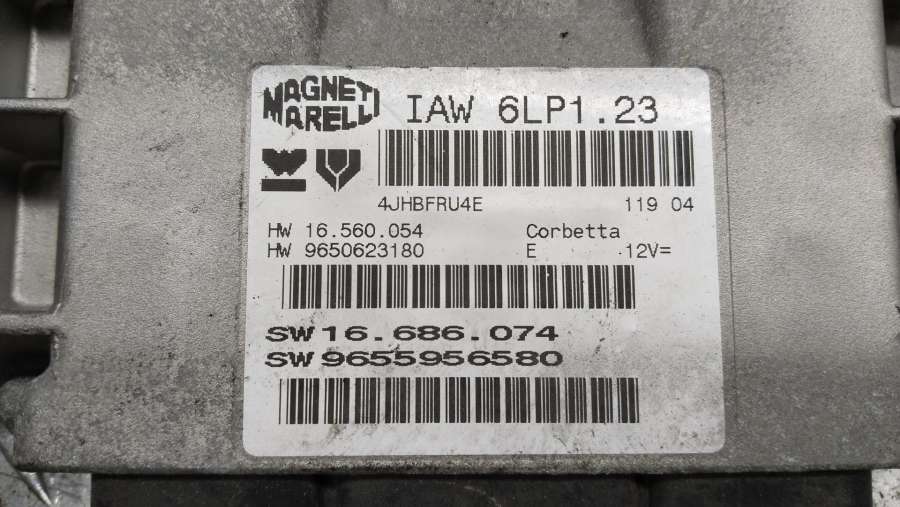 MAGNETI
MARELLI
IAW 6LP1.23
4JHBFRU4E 119 04
HW 16.560.054 Corbetta
HW 9650623180 E 12V=
SW 16.686.074
SW 9655956580